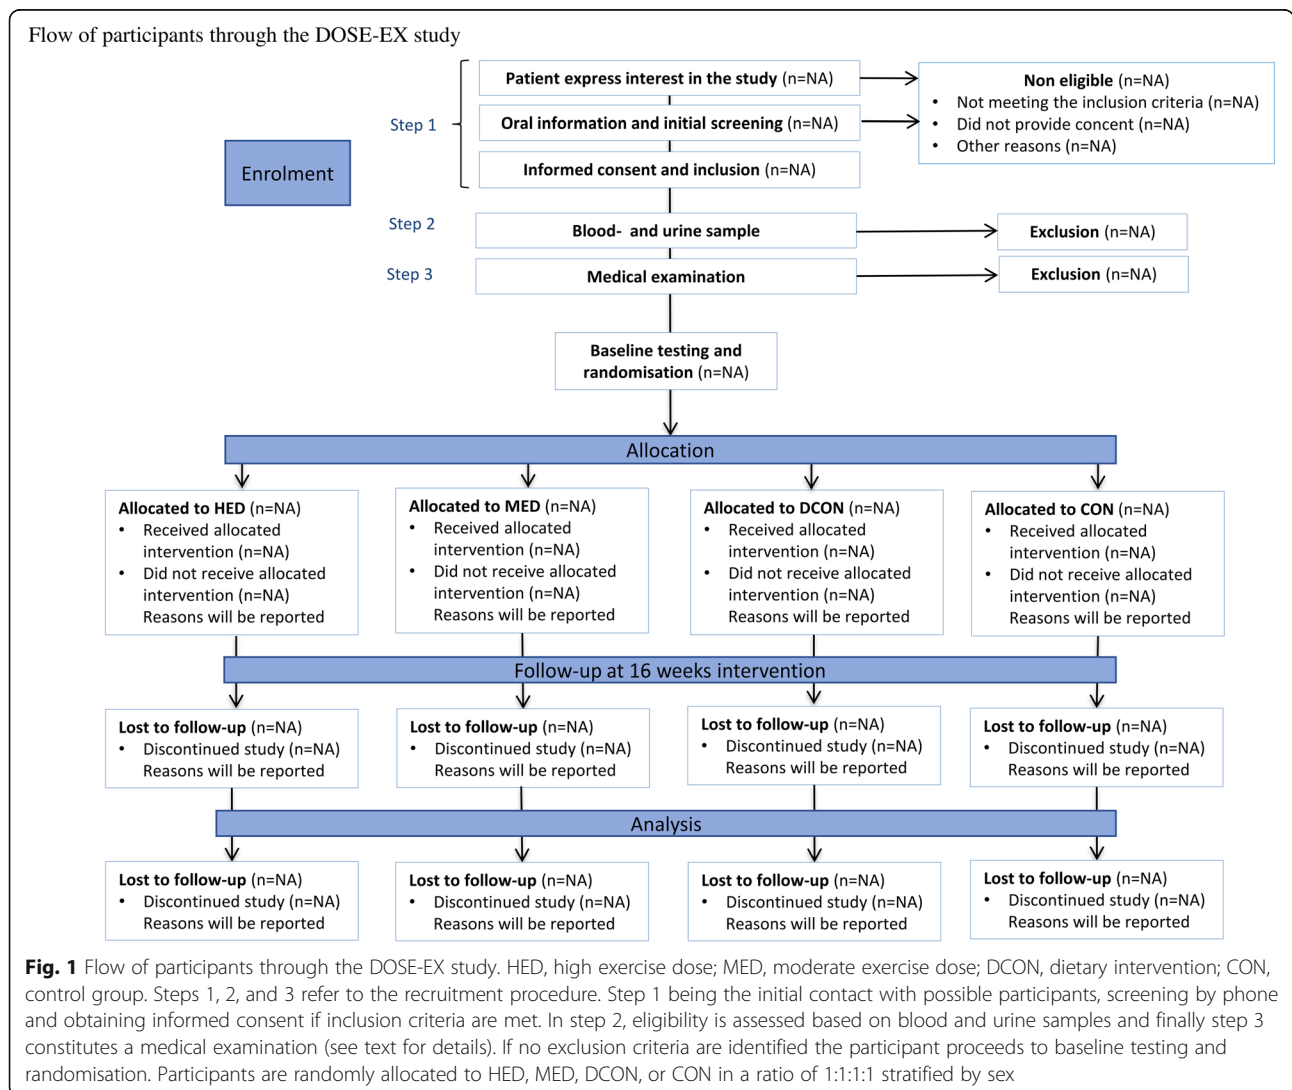 Flow of participants through the DOSE-EX study
Patient express interest in the study (n=NA)
Non eligible (n=NA)
• Not meeting the inclusion criteria (n=NA)
• Did not provide concent (n=NA)
• Other reasons (n=NA)
Step 1
Oral information and initial screening (n=NA)
Enrolment
Informed consent and inclusion (n=NA)
Step 2
Blood- and urine sample
Exclusion (n=NA)
Step 3
Medical examination
Exclusion (n=NA)
Baseline testing and
randomisation (n=NA)
Allocation
Allocated to HED (n=NA)
• Received allocated
intervention (n=NA)
• Did not receive allocated
intervention (n=NA)
Reasons will be reported
Allocated to MED (n=NA)
• Received allocated
intervention (n=NA)
• Did not receive allocated
intervention (n=NA)
Reasons will be reported
Allocated to DCON (n=NA)
• Received allocated
intervention (n=NA)
• Did not receive allocated
intervention (n=NA)
Reasons will be reported
Allocated to CON (n=NA)
• Received allocated
intervention (n=NA)
• Did not receive allocated
intervention (n=NA)
Reasons will be reported
Follow-up at 16 weeks intervention
Lost to follow-up (n=NA)
• Discontinued study (n=NA)
Reasons will be reported
Lost to follow-up (n=NA)
• Discontinued study (n=NA)
Reasons will be reported
Lost to follow-up (n=NA)
• Discontinued study (n=NA)
Reasons will be reported
Lost to follow-up (n=NA)
• Discontinued study (n=NA)
Reasons will be reported
Analysis
Lost to follow-up (n=NA)
• Discontinued study (n=NA)
Reasons will be reported
Lost to follow-up (n=NA)
• Discontinued study (n=NA)
Reasons will be reported
Lost to follow-up (n=NA)
• Discontinued study (n=NA)
Reasons will be reported
Lost to follow-up (n=NA)
• Discontinued study (n=NA)
Reasons will be reported
Fig. 1 Flow of participants through the DOSE-EX study. HED, high exercise dose; MED, moderate exercise dose; DCON, dietary intervention; CON,
control group. Steps 1, 2, and 3 refer to the recruitment procedure. Step 1 being the initial contact with possible participants, screening by phone
and obtaining informed consent if inclusion criteria are met. In step 2, eligibility is assessed based on blood and urine samples and finally step 3
constitutes a medical examination (see text for details). If no exclusion criteria are identified the participant proceeds to baseline testing and
randomisation. Participants are randomly allocated to HED, MED, DCON, or CON in a ratio of 1:1:1:1 stratified by sex